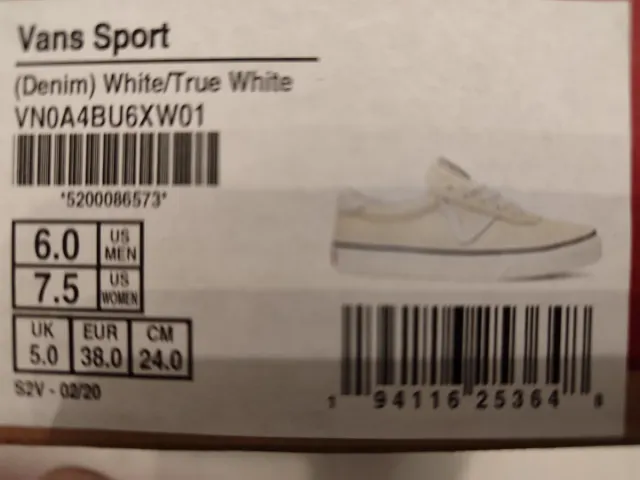 Vans Sport
(Denim) White/True White
VN0A4BU6XW01
*5200086573*
6.0 US MEN
7.5 US WOMEN
UK EUR CM
5.0 38.0 24.0
S2V - 02/20
1 94116 25364 8